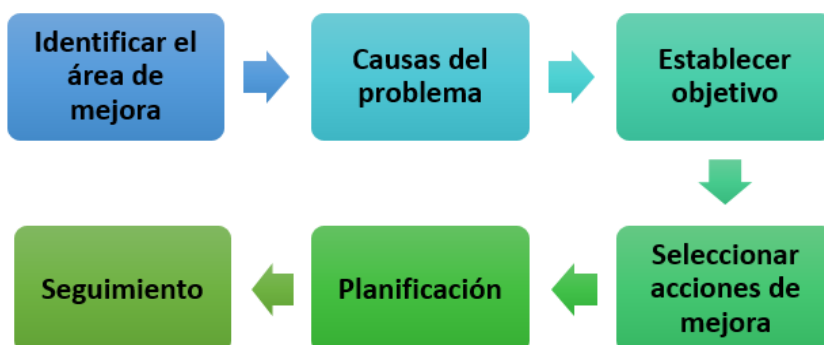 Identificar el
área de
mejora
Causas del
problema
Establecer
objetivo
Seleccionar
acciones de
mejora
Planificación
Seguimiento